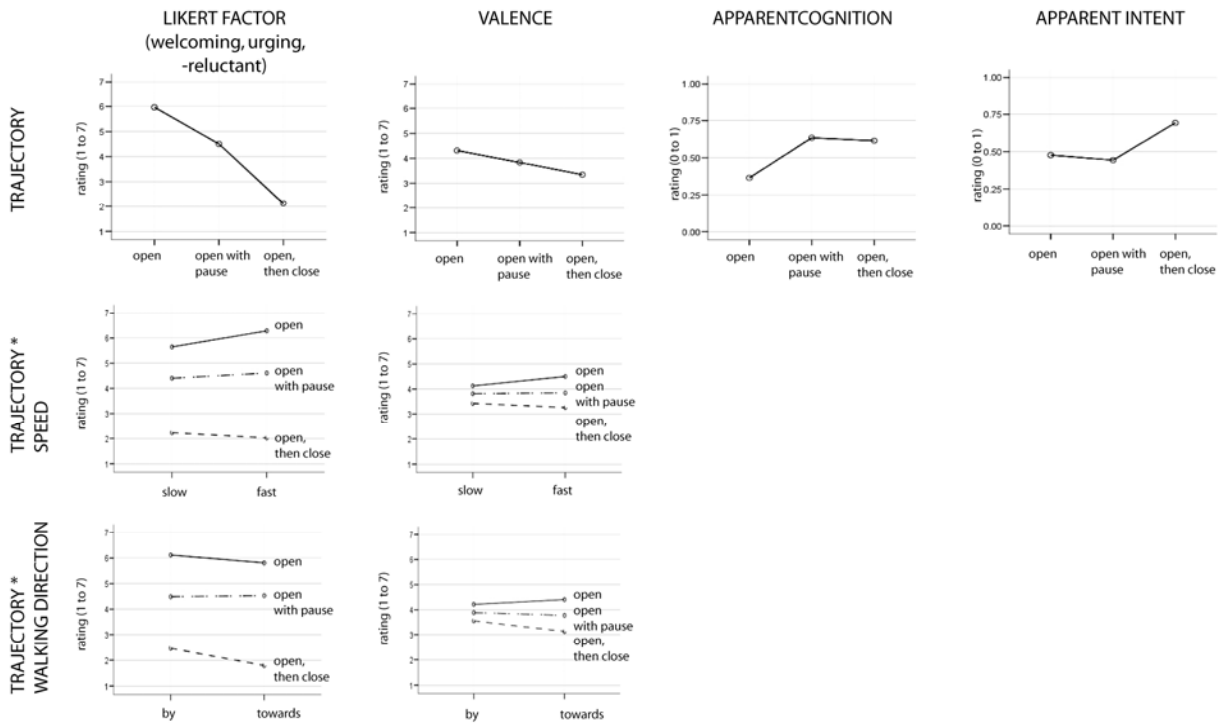 LIKERT FACTOR
(welcoming, urging,
-reluctant)
VALENCE
APPARENTCOGNITION
APPARENT INTENT
TRAJECTORY
rating (1 to 7)
7
6
5
4
3
2
1
open
open with
pause
open,
then close
rating (1 to 7)
7
6
5
4
3
2
1
open
open with
pause
open,
then close
rating (0 to 1)
1.00
0.75
0.50
0.25
0.00
open
open with
pause
open,
then close
rating (0 to 1)
1.00
0.75
0.50
0.25
0.00
open
open with
pause
open,
then close
TRAJECTORY *
SPEED
rating (1 to 7)
7
6
5
4
3
2
1
open
open
with pause
open,
then close
slow
fast
rating (1 to 7)
7
6
5
4
3
2
1
open
open
with pause
open,
then close
slow
fast
TRAJECTORY *
WALKING DIRECTION
rating (1 to 7)
7
6
5
4
3
2
1
open
open
with pause
open,
then close
by
towards
rating (1 to 7)
7
6
5
4
3
2
1
open
open
with pause
open,
then close
by
towards